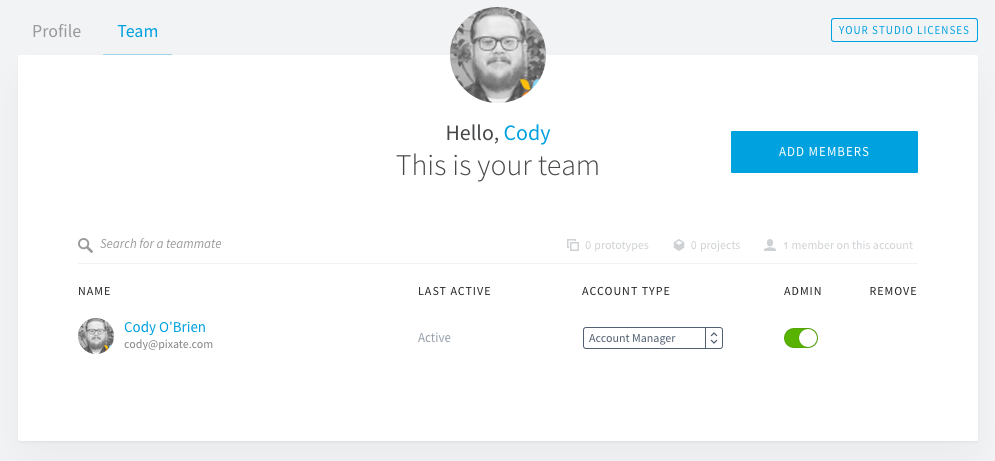 Profile
Team
YOUR STUDIO LICENSES
Hello, Cody
This is your team
ADD MEMBERS
Search for a teammate
0 prototypes
0 projects
1 member on this account
NAME
LAST ACTIVE
ACCOUNT TYPE
ADMIN
REMOVE
Cody O'Brien
cody@pixate.com
Active
Account Manager